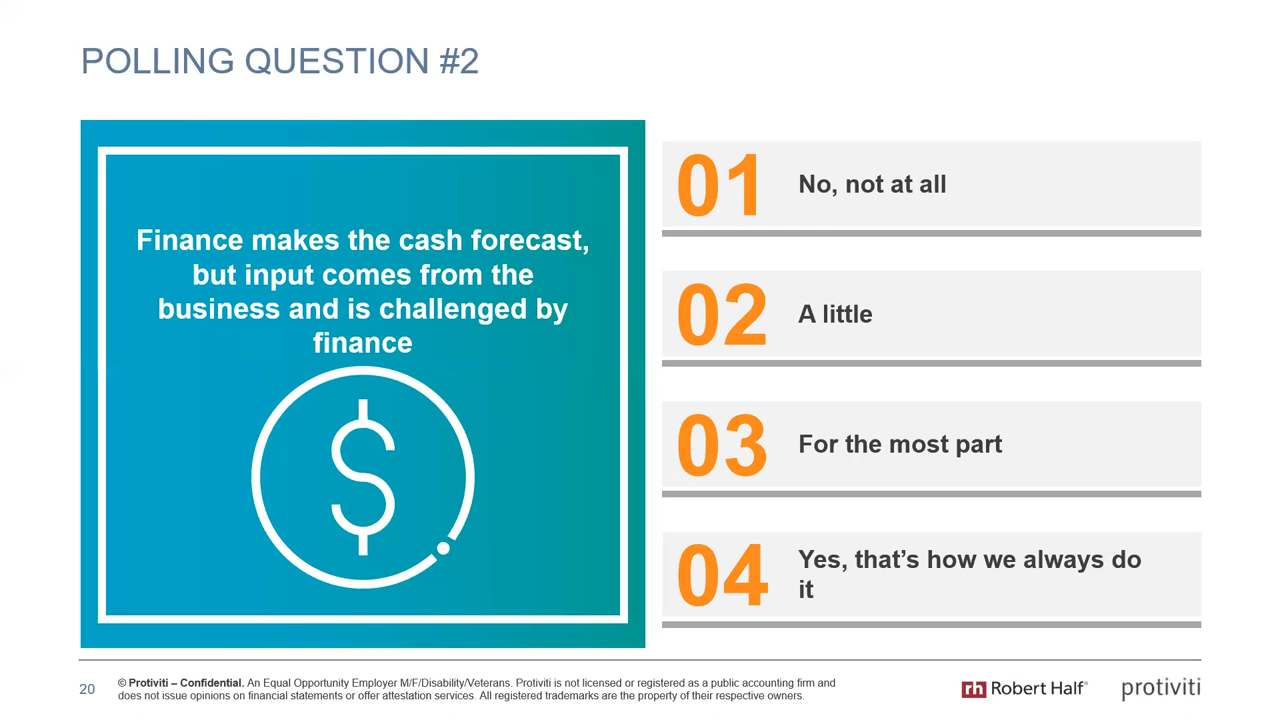 POLLING QUESTION #2
Finance makes the cash forecast,
but input comes from the
business and is challenged by
finance
01
No, not at all
02
A little
03
For the most part
04
Yes, that’s how we always do
it
20
© Protiviti – Confidential. An Equal Opportunity Employer M/F/Disability/Veterans. Protiviti is not licensed or registered as a public accounting firm and
does not issue opinions on financial statements or offer attestation services. All registered trademarks are the property of their respective owners.
rh Robert Half®
protiviti